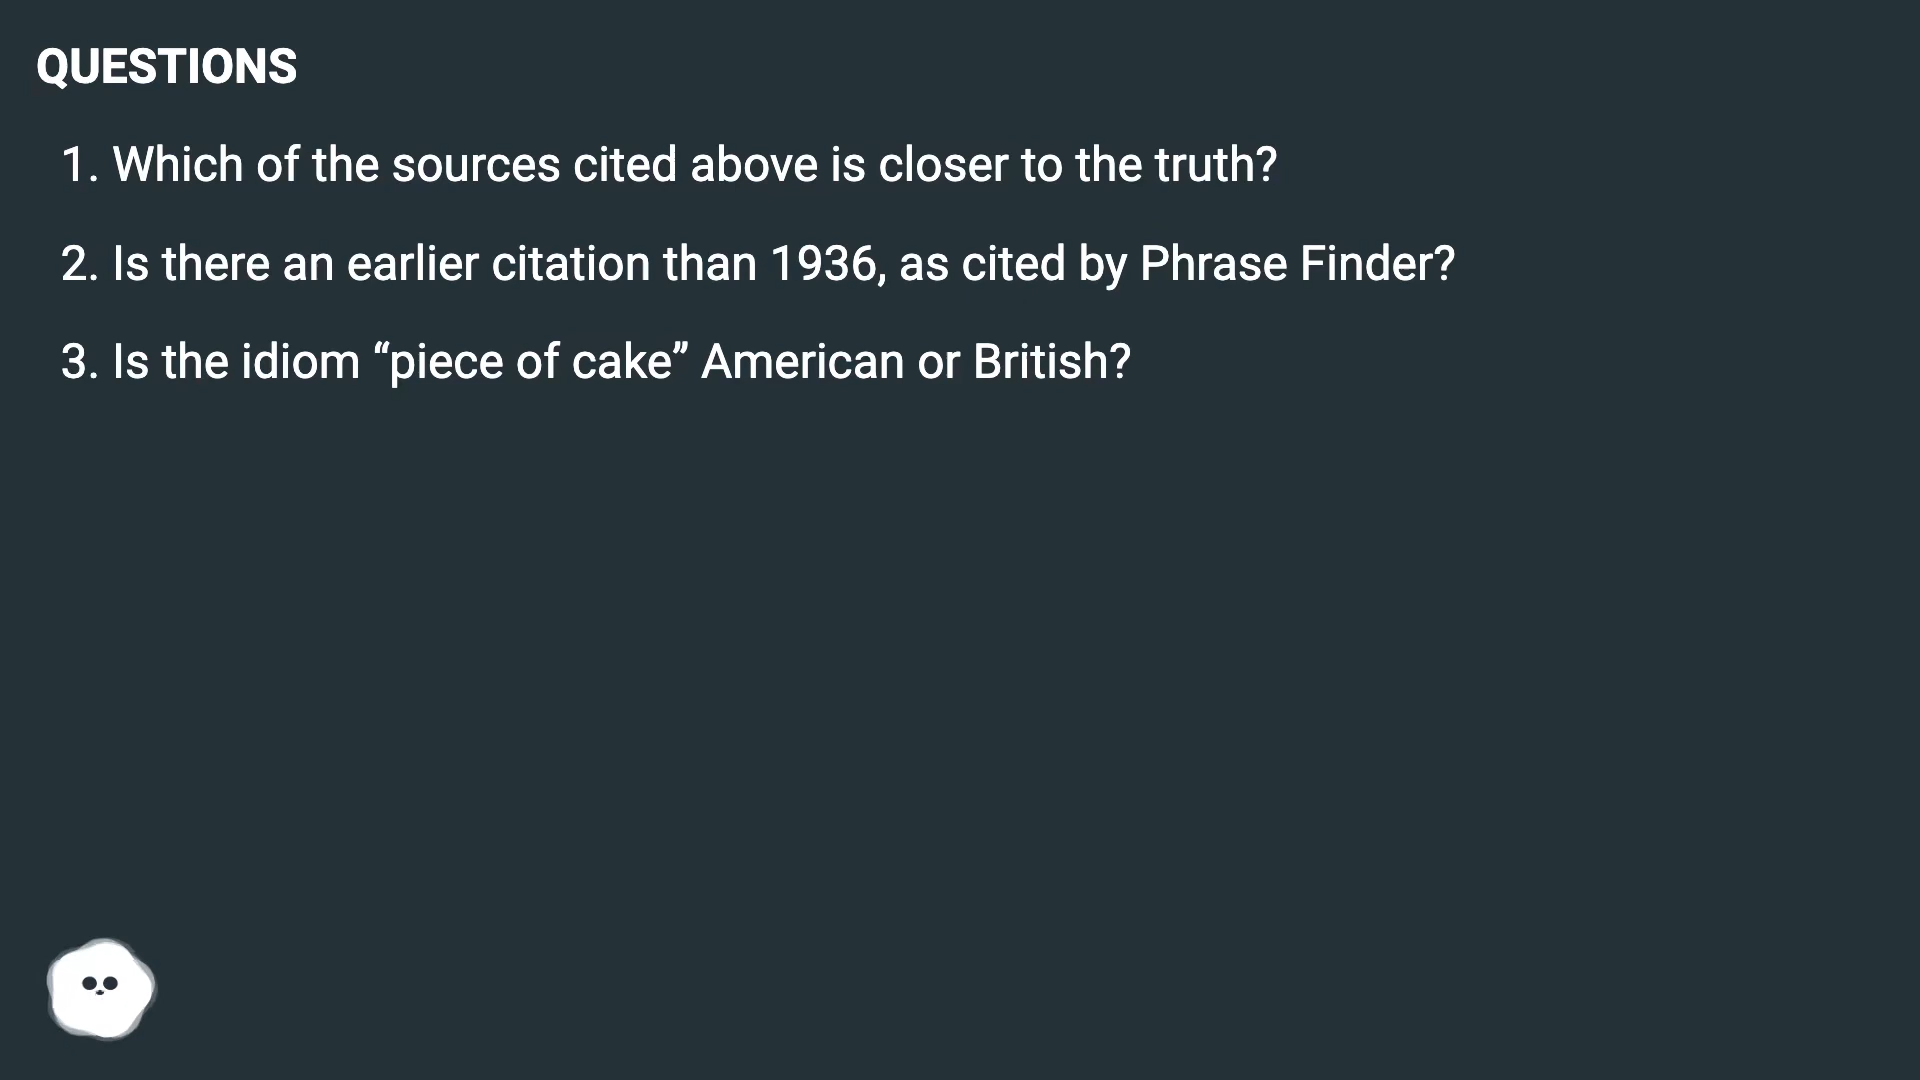 QUESTIONS
1. Which of the sources cited above is closer to the truth?
2. Is there an earlier citation than 1936, as cited by Phrase Finder?
3. Is the idiom “piece of cake” American or British?